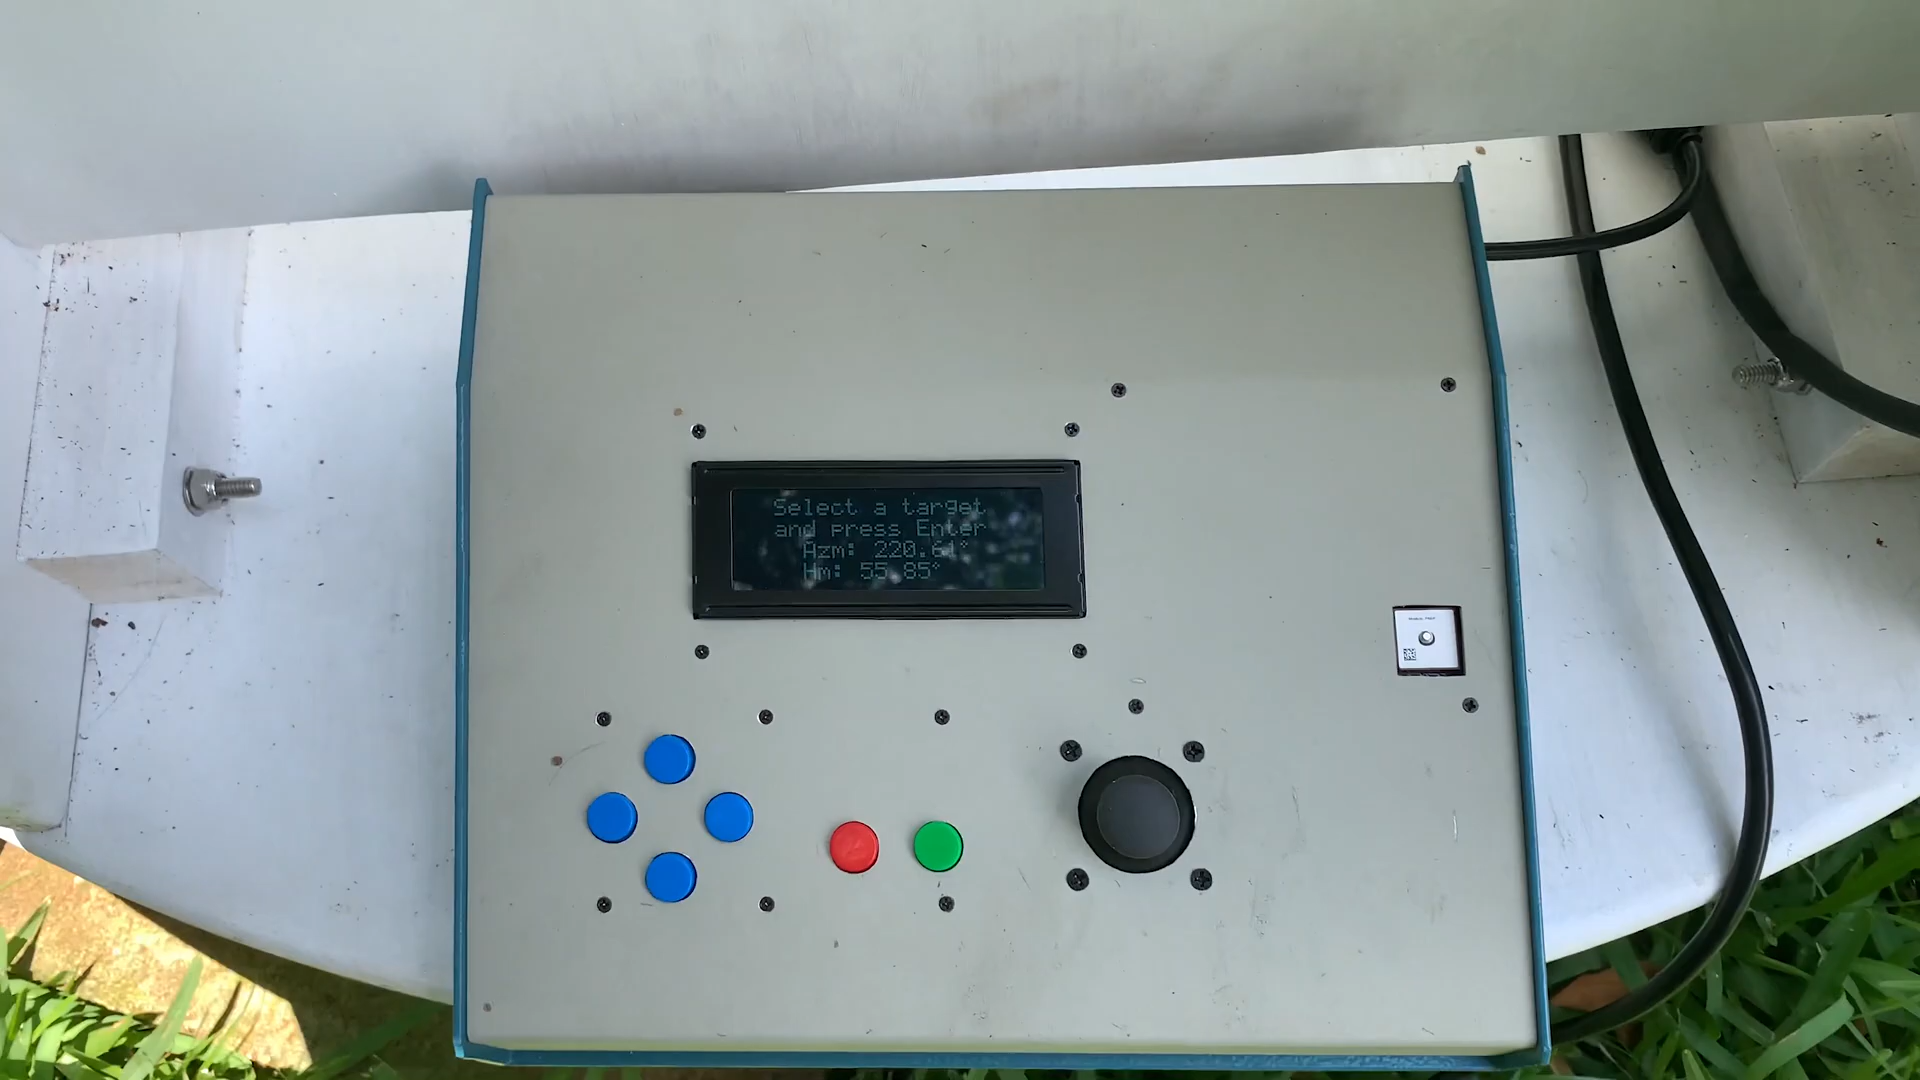 Select a target
and press Enter
Azm: 220.61°
Hm: 55.85°